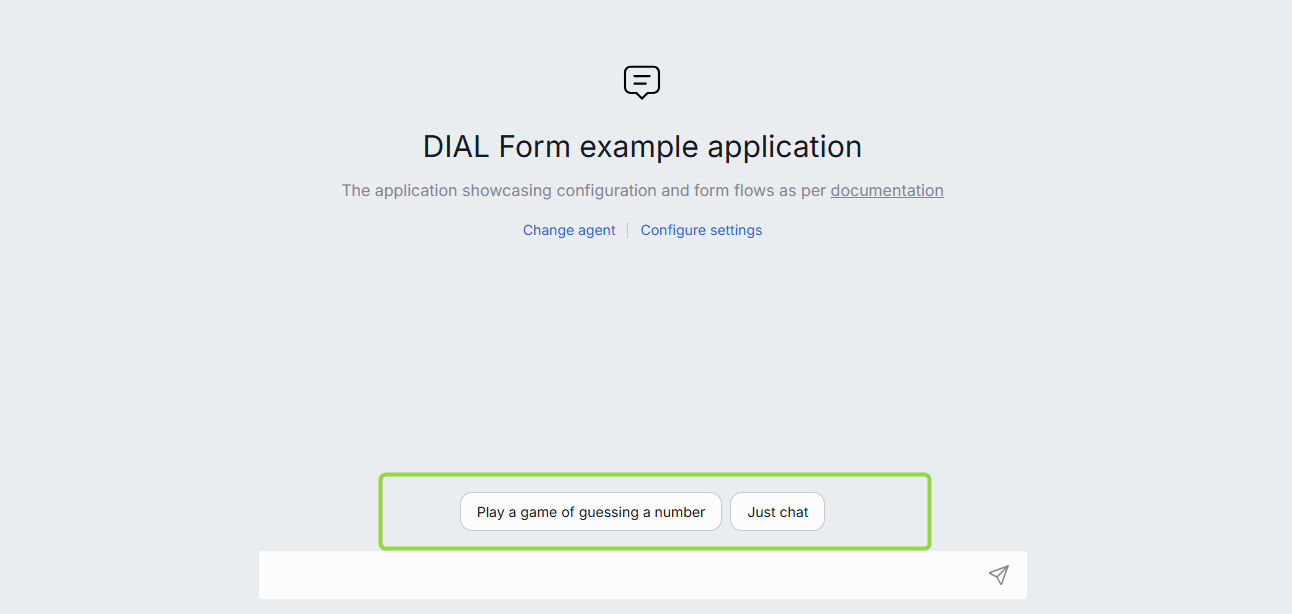 DIAL Form example application
The application showcasing configuration and form flows as per documentation
Change agent Configure settings
Play a game of guessing a number Just chat